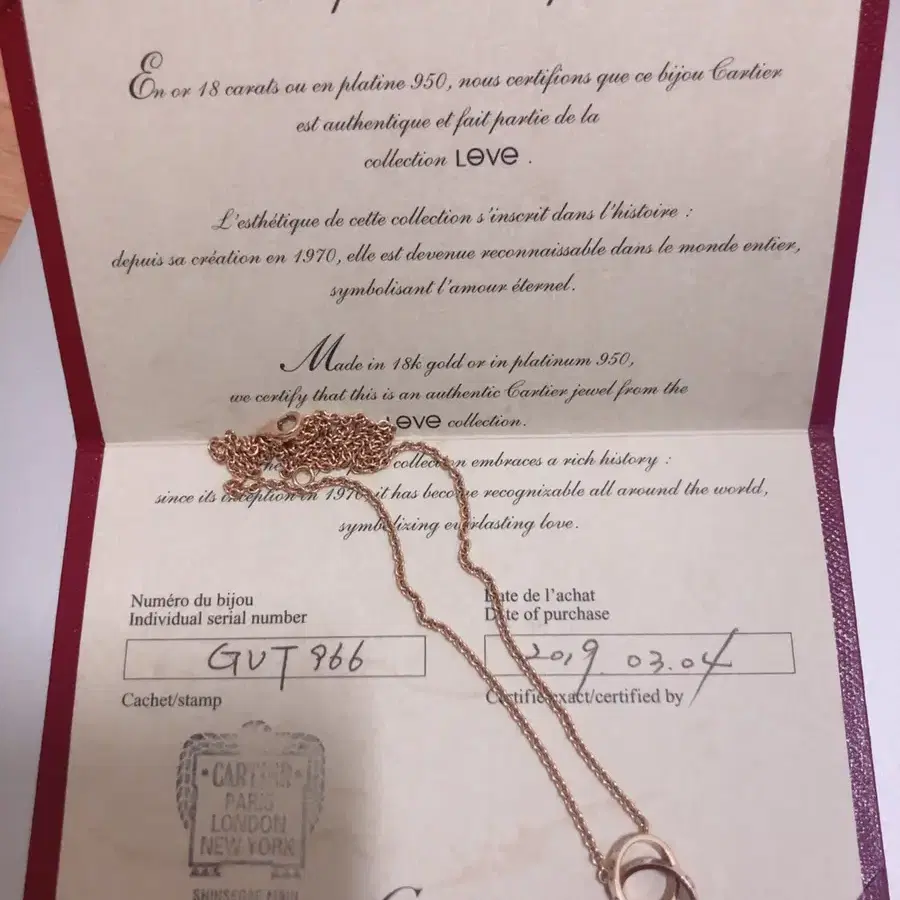 En or 18 carats ou en platine 950, nous certifions que ce bijou Cartier
est authentique et fait partie de la
collection LOVE .
L'esthétique de cette collection s'inscrit dans l'histoire :
depuis sa création en 1970, elle est devenue reconnaissable dans le monde entier,
symbolisant l'amour éternel.
Made in 18k gold or in platinum 950,
we certify that this is an authentic Cartier jewel from the
collection.
collection embraces a rich history :
since its inception in 1970, it has become recognizable all around the world,
symbolizing everlasting love.
Numéro du bijou
Individual serial number
GUT 966
Date de l'achat
Date of purchase
2019 03.04
Cachet/stamp
Certifié exact/certified by
CARTIER
PARIS
LONDON
NEW YORK